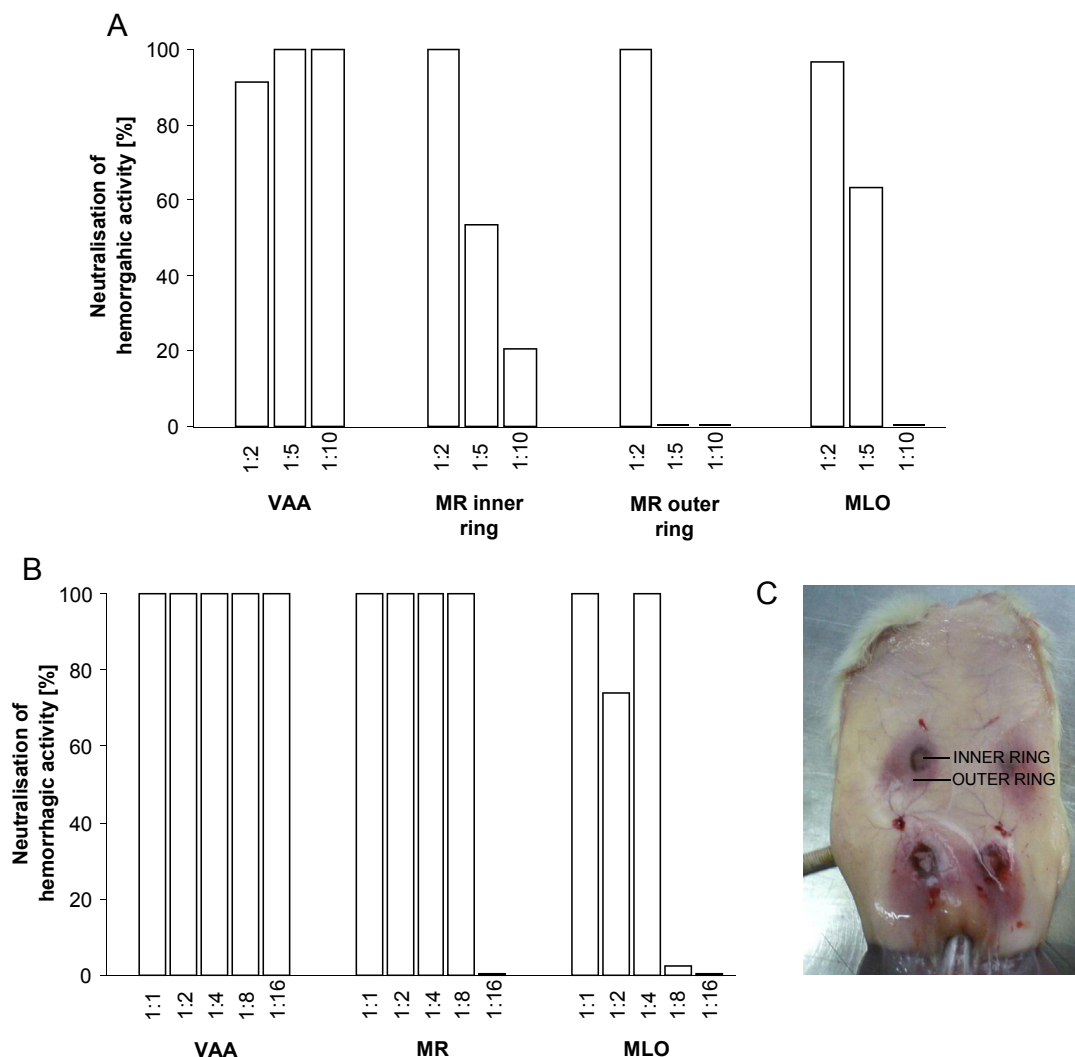 A
Neutralisation of
hemorrgahic activity [%]
100
80
60
40
20
0
1:2 1:5 1:10 1:2 1:5 1:10 1:2 1:5 1:10 1:2 1:5 1:10
VAA MR inner MR outer MLO
ring ring
B
Neutralisation of
hemorrhagic activity [%]
100
80
60
40
20
0
1:1 1:2 1:4 1:8 1:16 1:1 1:2 1:4 1:8 1:16 1:1 1:2 1:4 1:8 1:16
VAA MR MLO
C
INNER RING
OUTER RING